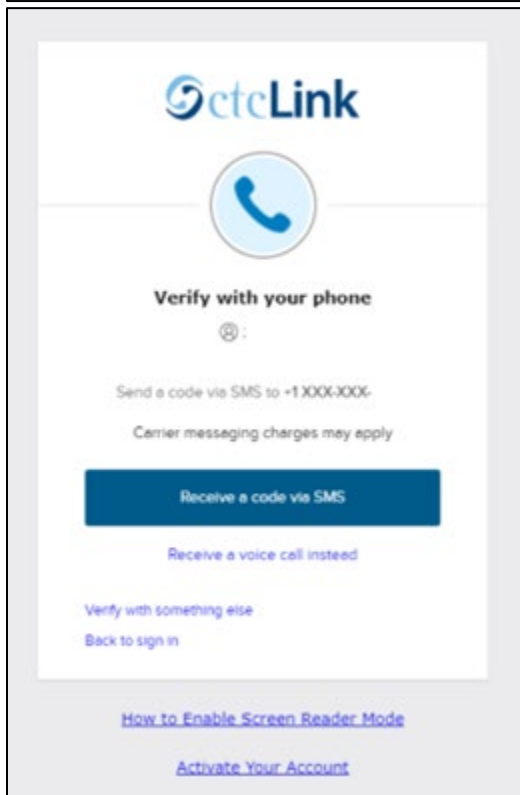 ctcLink
Verify with your phone
:
Send a code via SMS to +1 XXX-XXX-
Carrier messaging charges may apply
Receive a code via SMS
Receive a voice call instead
Verify with something else
Back to sign in
How to Enable Screen Reader Mode
Activate Your Account